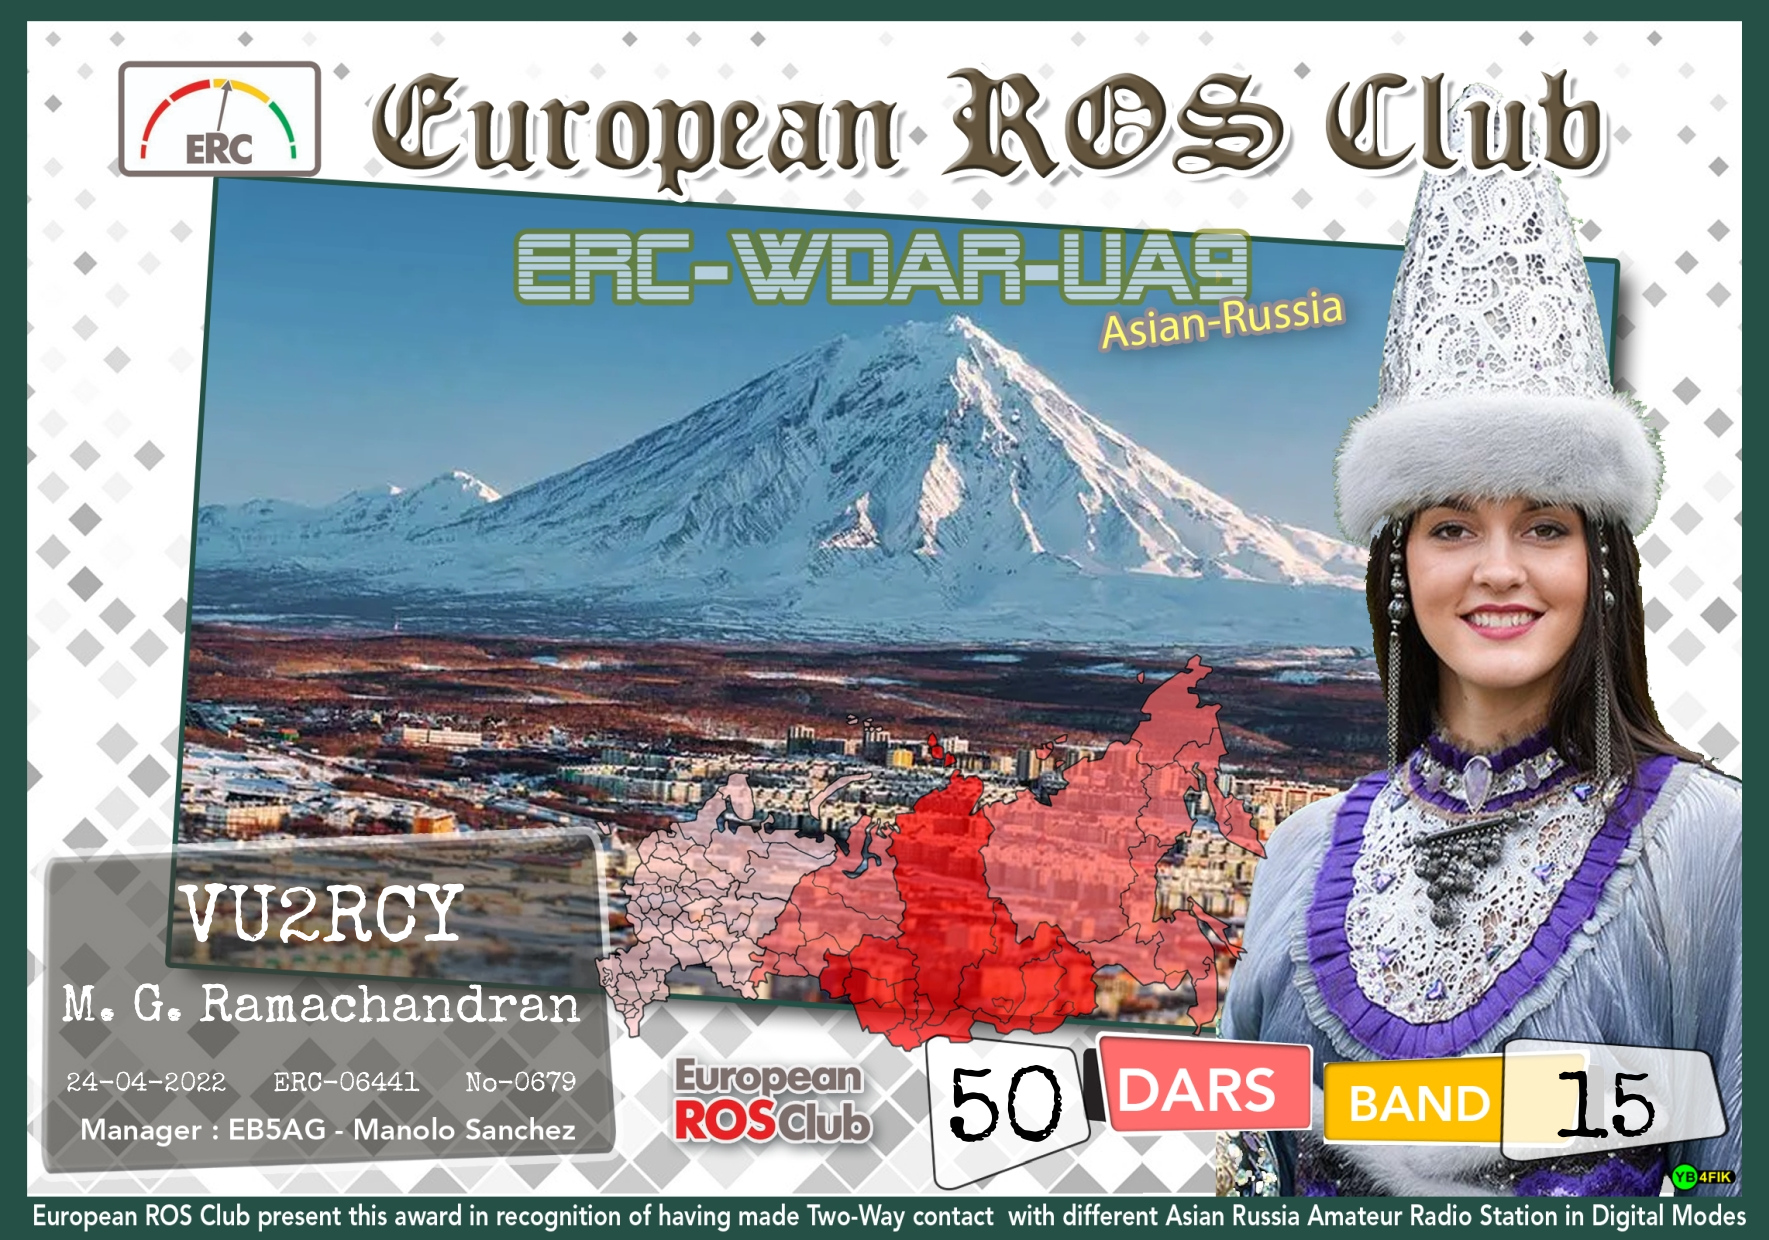 ERC
European ROS Club
ERC-WDAR-UA9
Asian-Russia
VU2RCY
M. G. Ramachandran
24-04-2022 ERC-06441 No-0679
Manager : EB5AG - Manolo Sanchez
European
ROSClub
50 DARS BAND 15
YB4FIK
European ROS Club present this award in recognition of having made Two-Way contact with different Asian Russia Amateur Radio Station in Digital Modes